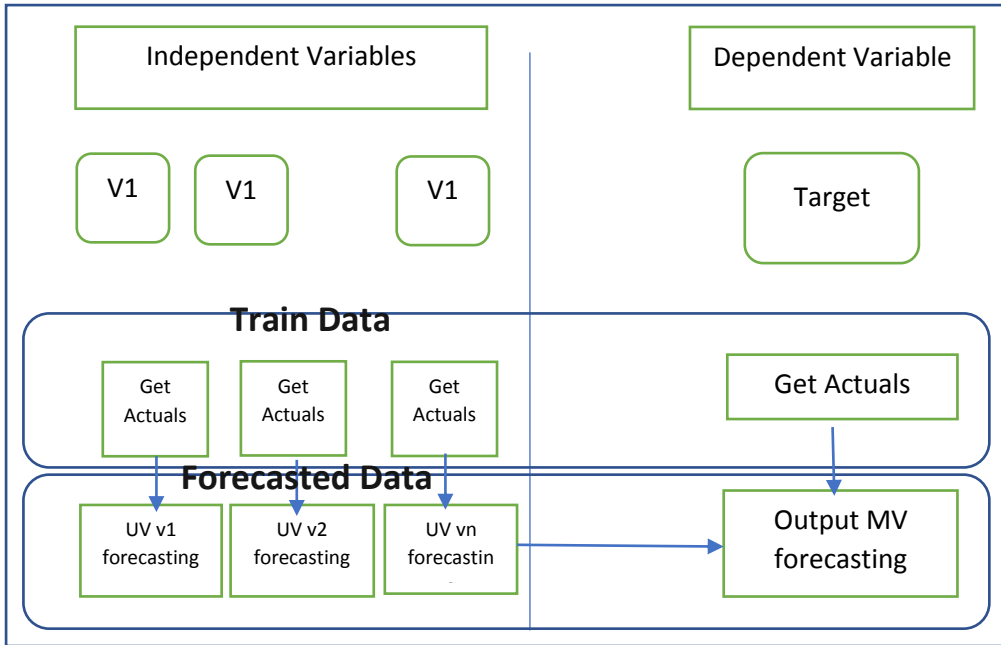 Independent Variables
Dependent Variable
V1
V1
V1
Target
Train Data
Get
Actuals
Get
Actuals
Get
Actuals
Get Actuals
Forecasted Data
UV v1
forecasting
UV v2
forecasting
UV vn
forecastin
Output MV
forecasting